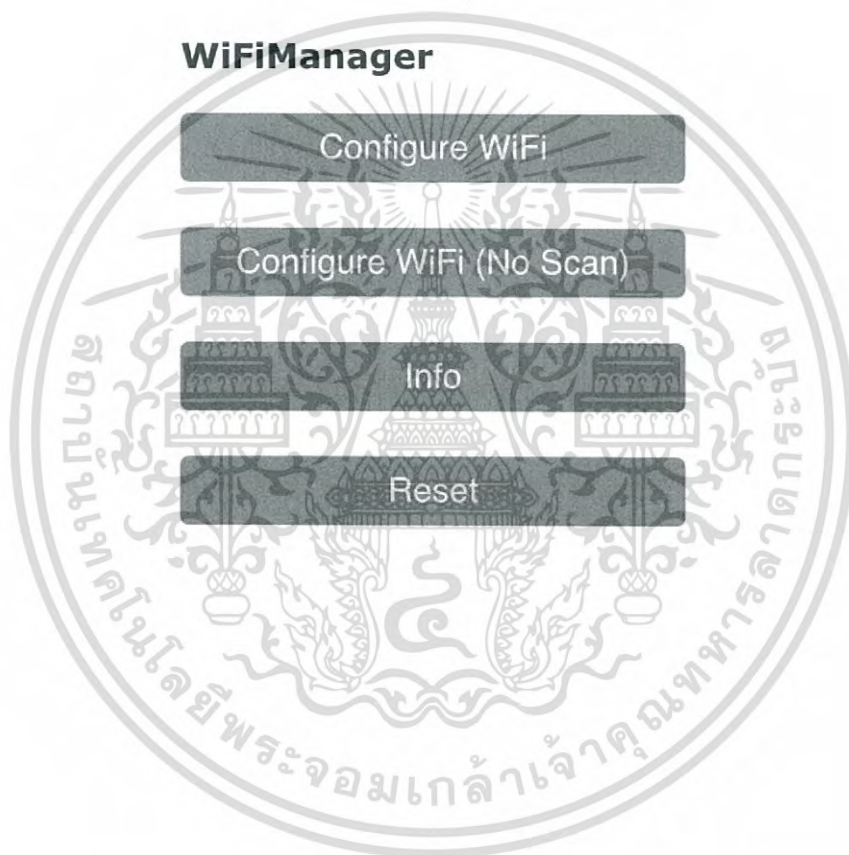 WiFiManager
Configure WiFi
Configure WiFi (No Scan)
Info
Reset
สถาบันเทคโนโลยีพระจอมเกล้าเจ้าคุณทหารลาดกระบัง